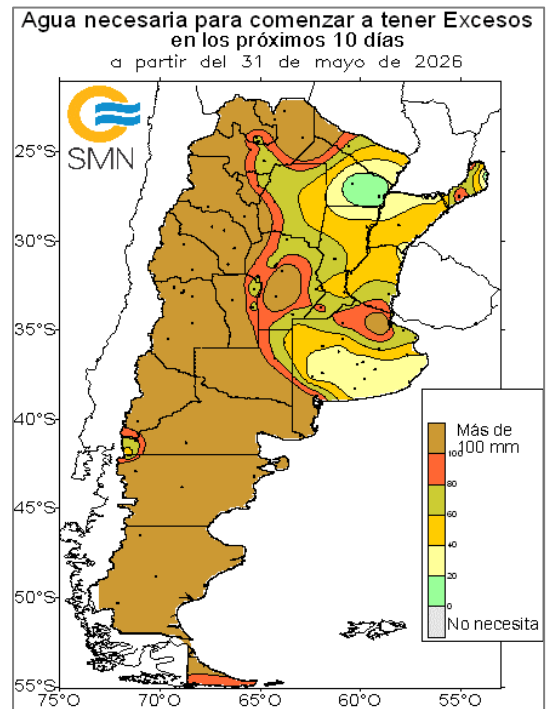 Agua necesaria para comenzar a tener Excesos
en los próximos 10 días
a partir del 31 de mayo de 2026
SMN
25°S
30°S
35°S
40°S
45°S
50°S
55°S
75°O 70°O 65°O 60°O 55°O
Más de
100 mm
100
80
60
40
20
0
No necesita